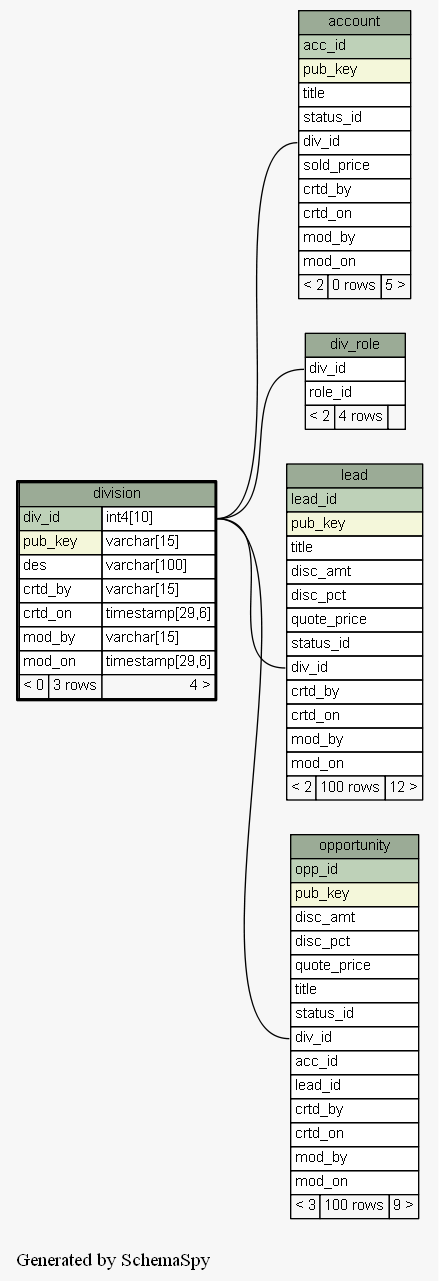 account
acc_id
pub_key
title
status_id
div_id
sold_price
crtd_by
crtd_on
mod_by
mod_on
< 2 0 rows 5 >
div_role
div_id
role_id
< 2 4 rows
division
div_id int4[10]
pub_key varchar[15]
des varchar[100]
crtd_by varchar[15]
crtd_on timestamp[29,6]
mod_by varchar[15]
mod_on timestamp[29,6]
< 0 3 rows 4 >
lead
lead_id
pub_key
title
disc_amt
disc_pct
quote_price
status_id
div_id
crtd_by
crtd_on
mod_by
mod_on
< 2 100 rows 12 >
opportunity
opp_id
pub_key
disc_amt
disc_pct
quote_price
title
status_id
div_id
acc_id
lead_id
crtd_by
crtd_on
mod_by
mod_on
< 3 100 rows 9 >
Generated by SchemaSpy